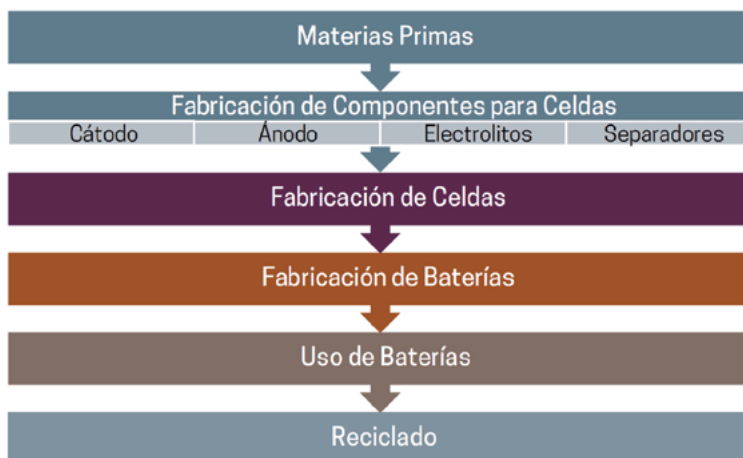 Materias Primas
Fabricación de Componentes para Celdas
Cátodo Ánodo Electrolitos Separadores
Fabricación de Celdas
Fabricación de Baterías
Uso de Baterías
Reciclado